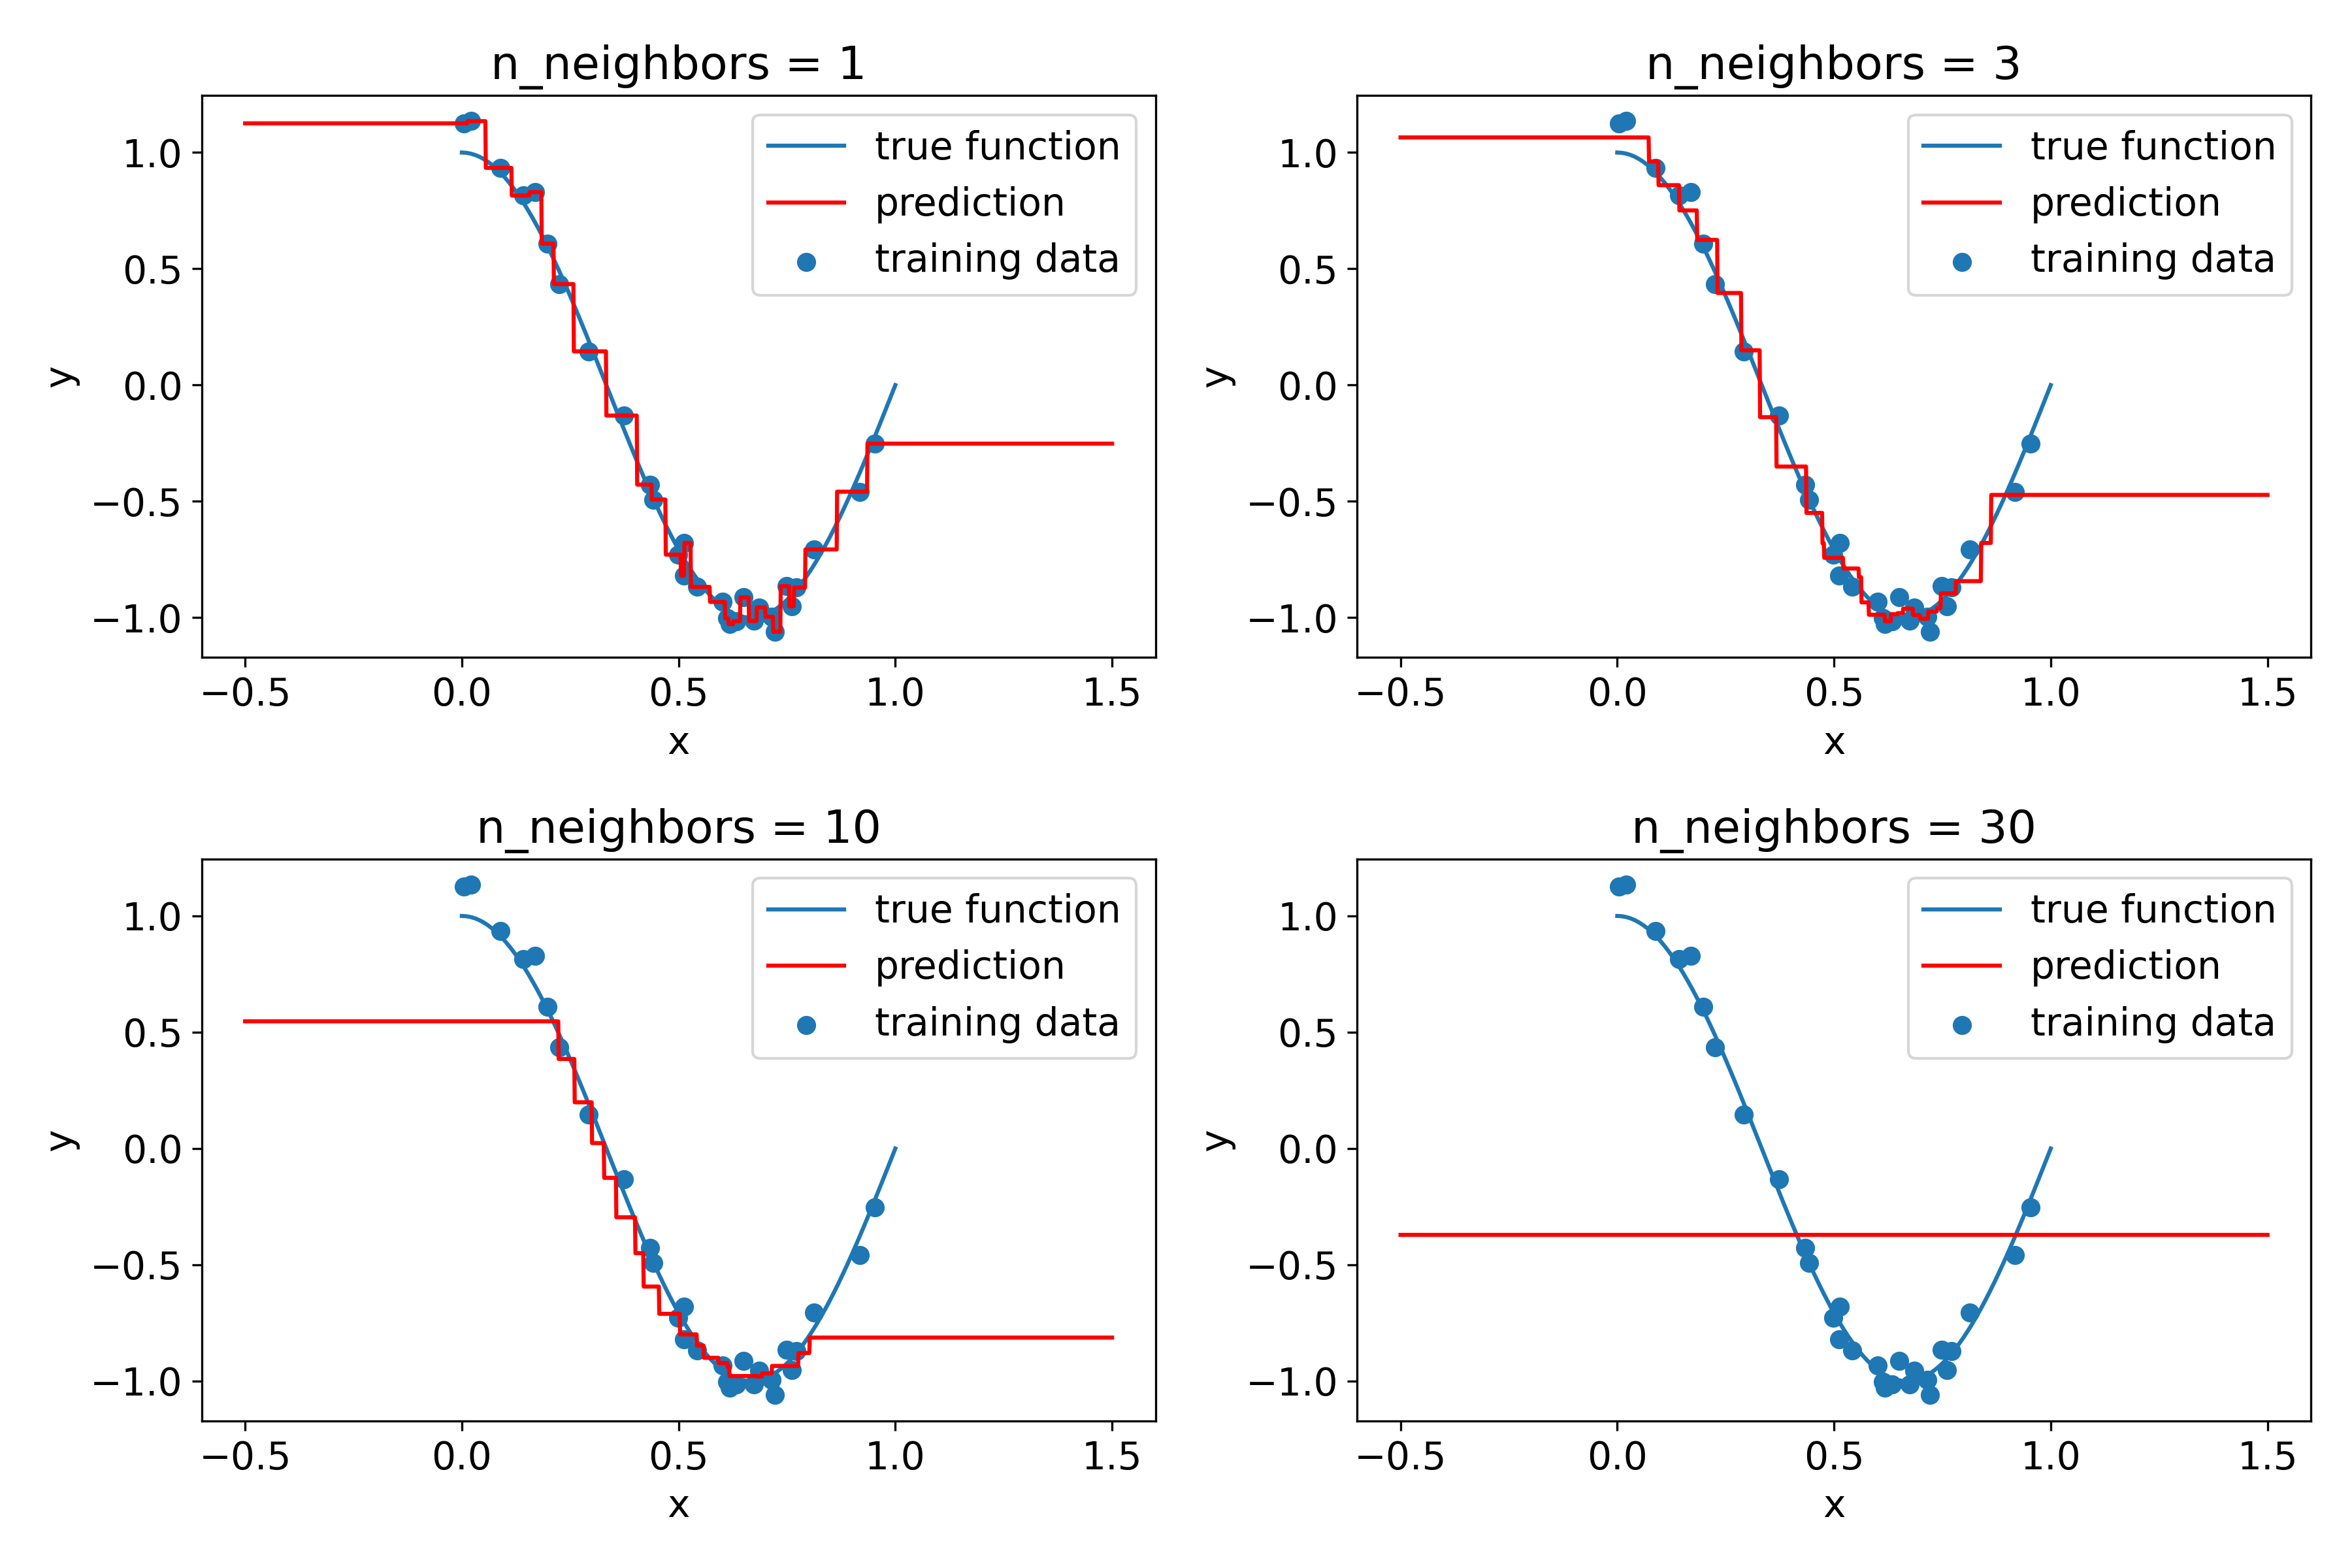 n_neighbors = 1
1.0
0.5
0.0
−0.5
−1.0
y
−0.5 0.0 0.5 1.0 1.5
x
true function
prediction
training data
n_neighbors = 3
1.0
0.5
0.0
−0.5
−1.0
y
−0.5 0.0 0.5 1.0 1.5
x
true function
prediction
training data
n_neighbors = 10
1.0
0.5
0.0
−0.5
−1.0
y
−0.5 0.0 0.5 1.0 1.5
x
true function
prediction
training data
n_neighbors = 30
1.0
0.5
0.0
−0.5
−1.0
y
−0.5 0.0 0.5 1.0 1.5
x
true function
prediction
training data